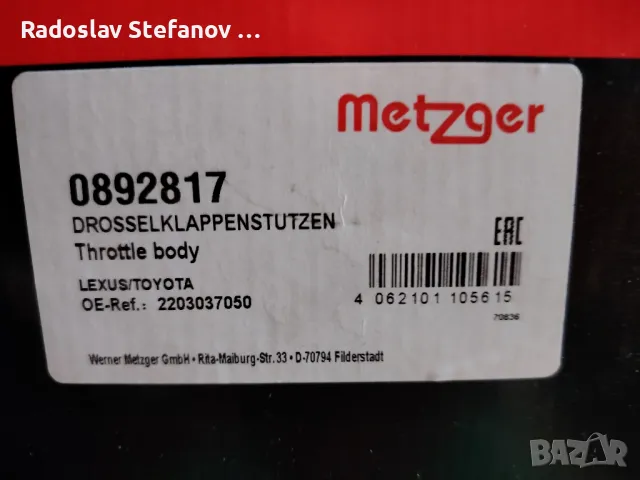 Radoslav Stefanov ...
Metzger
0892817
DROSSELKLAPPENSTUTZEN
Throttle body
EAC
LEXUS/TOYOTA
OE-Ref.: 2203037050
4 062101 105615
70836
Werner Metzger GmbH • Rita-Maiburg-Str. 33 • D-70794 Filderstadt
BAZAR